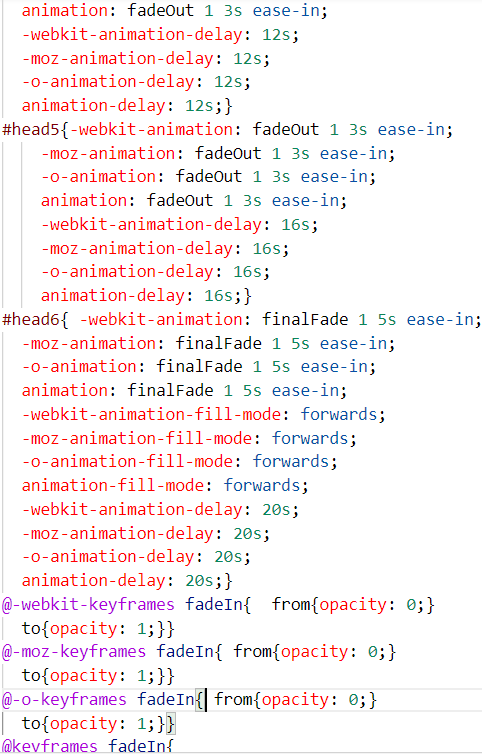 animation: fadeOut 1 3s ease-in;
-webkit-animation-delay: 12s;
-moz-animation-delay: 12s;
-o-animation-delay: 12s;
animation-delay: 12s;}
#head5{-webkit-animation: fadeOut 1 3s ease-in;
-moz-animation: fadeOut 1 3s ease-in;
-o-animation: fadeOut 1 3s ease-in;
animation: fadeOut 1 3s ease-in;
-webkit-animation-delay: 16s;
-moz-animation-delay: 16s;
-o-animation-delay: 16s;
animation-delay: 16s;}
#head6{ -webkit-animation: finalFade 1 5s ease-in;
-moz-animation: finalFade 1 5s ease-in;
-o-animation: finalFade 1 5s ease-in;
animation: finalFade 1 5s ease-in;
-webkit-animation-fill-mode: forwards;
-moz-animation-fill-mode: forwards;
-o-animation-fill-mode: forwards;
animation-fill-mode: forwards;
-webkit-animation-delay: 20s;
-moz-animation-delay: 20s;
-o-animation-delay: 20s;
animation-delay: 20s;}
@-webkit-keyframes fadeIn{  from{opacity: 0;}
to{opacity: 1;}}
@-moz-keyframes fadeIn{ from{opacity: 0;}
to{opacity: 1;}}
@-o-keyframes fadeIn{ from{opacity: 0;}
to{opacity: 1;}}
@keyframes fadeIn{